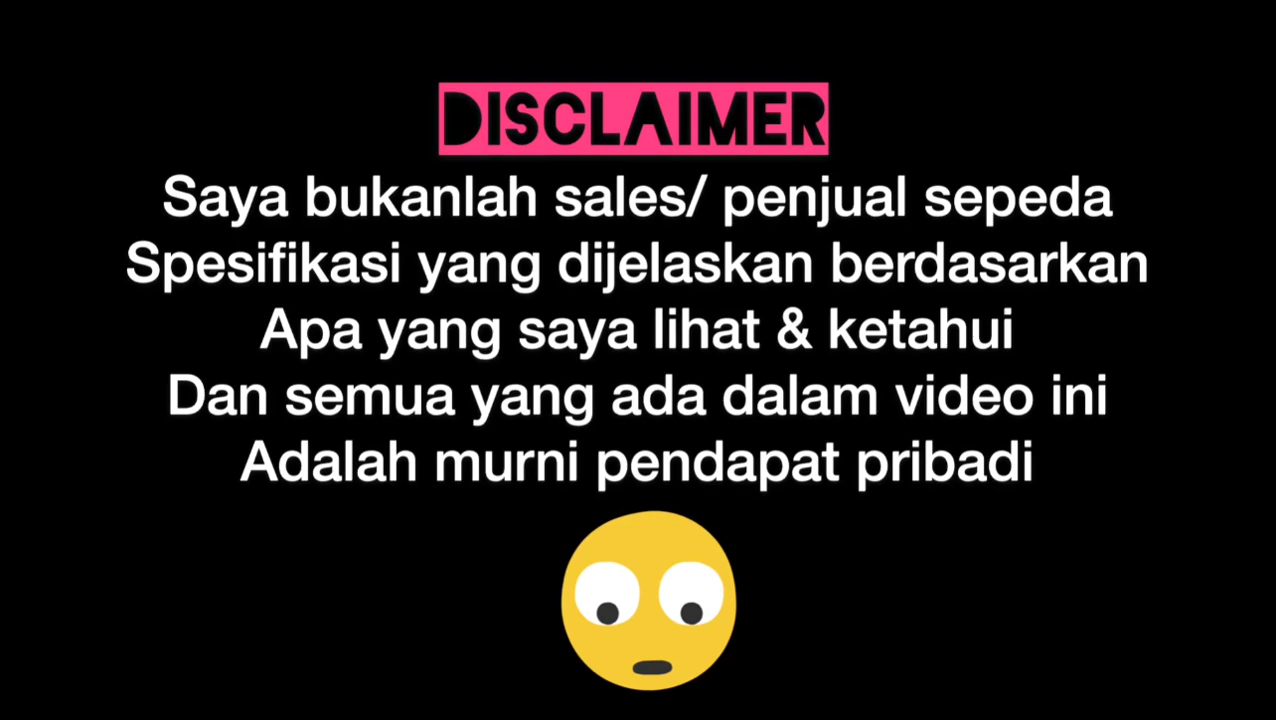 DISCLAIMER
Saya bukanlah sales/ penjual sepeda
Spesifikasi yang dijelaskan berdasarkan
Apa yang saya lihat & ketahui
Dan semua yang ada dalam video ini
Adalah murni pendapat pribadi